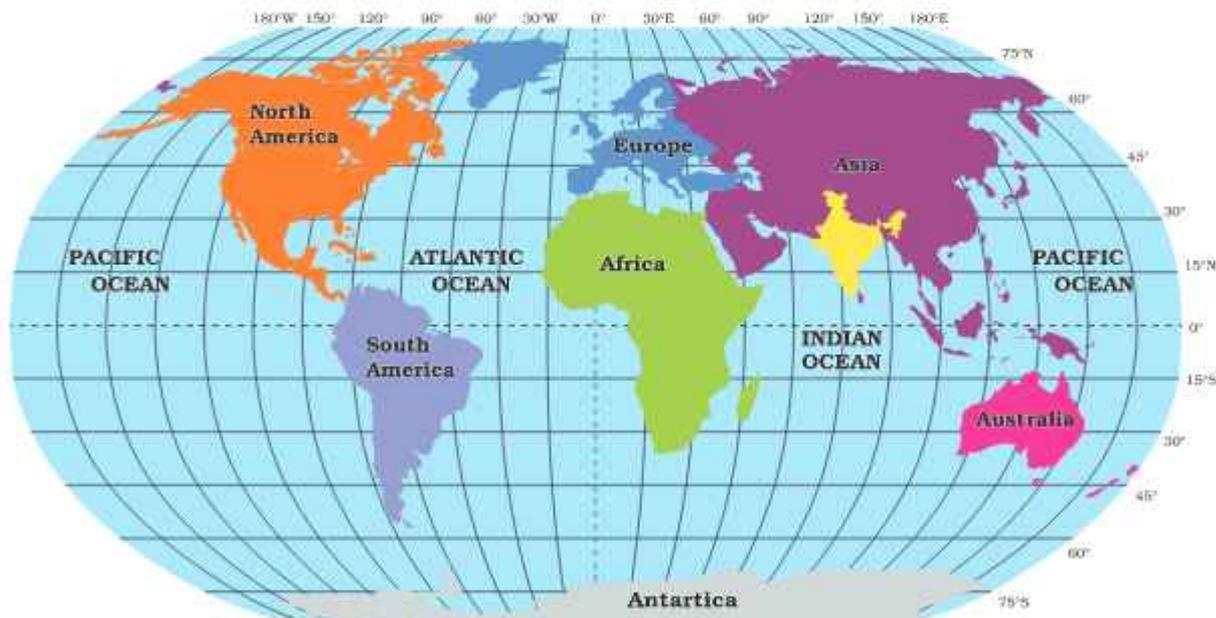 180°W 150° 120° 90° 60° 30°W 0° 30°E 60° 90° 120° 150° 180°E
75°N
60°
North
America
Europe
45°
Asia
30°
PACIFIC
OCEAN
ATLANTIC
OCEAN
Africa
PACIFIC
OCEAN
15°N
0°
INDIAN
OCEAN
South
America
15°S
Australia
30°
45°
60°
Antartica
75°S